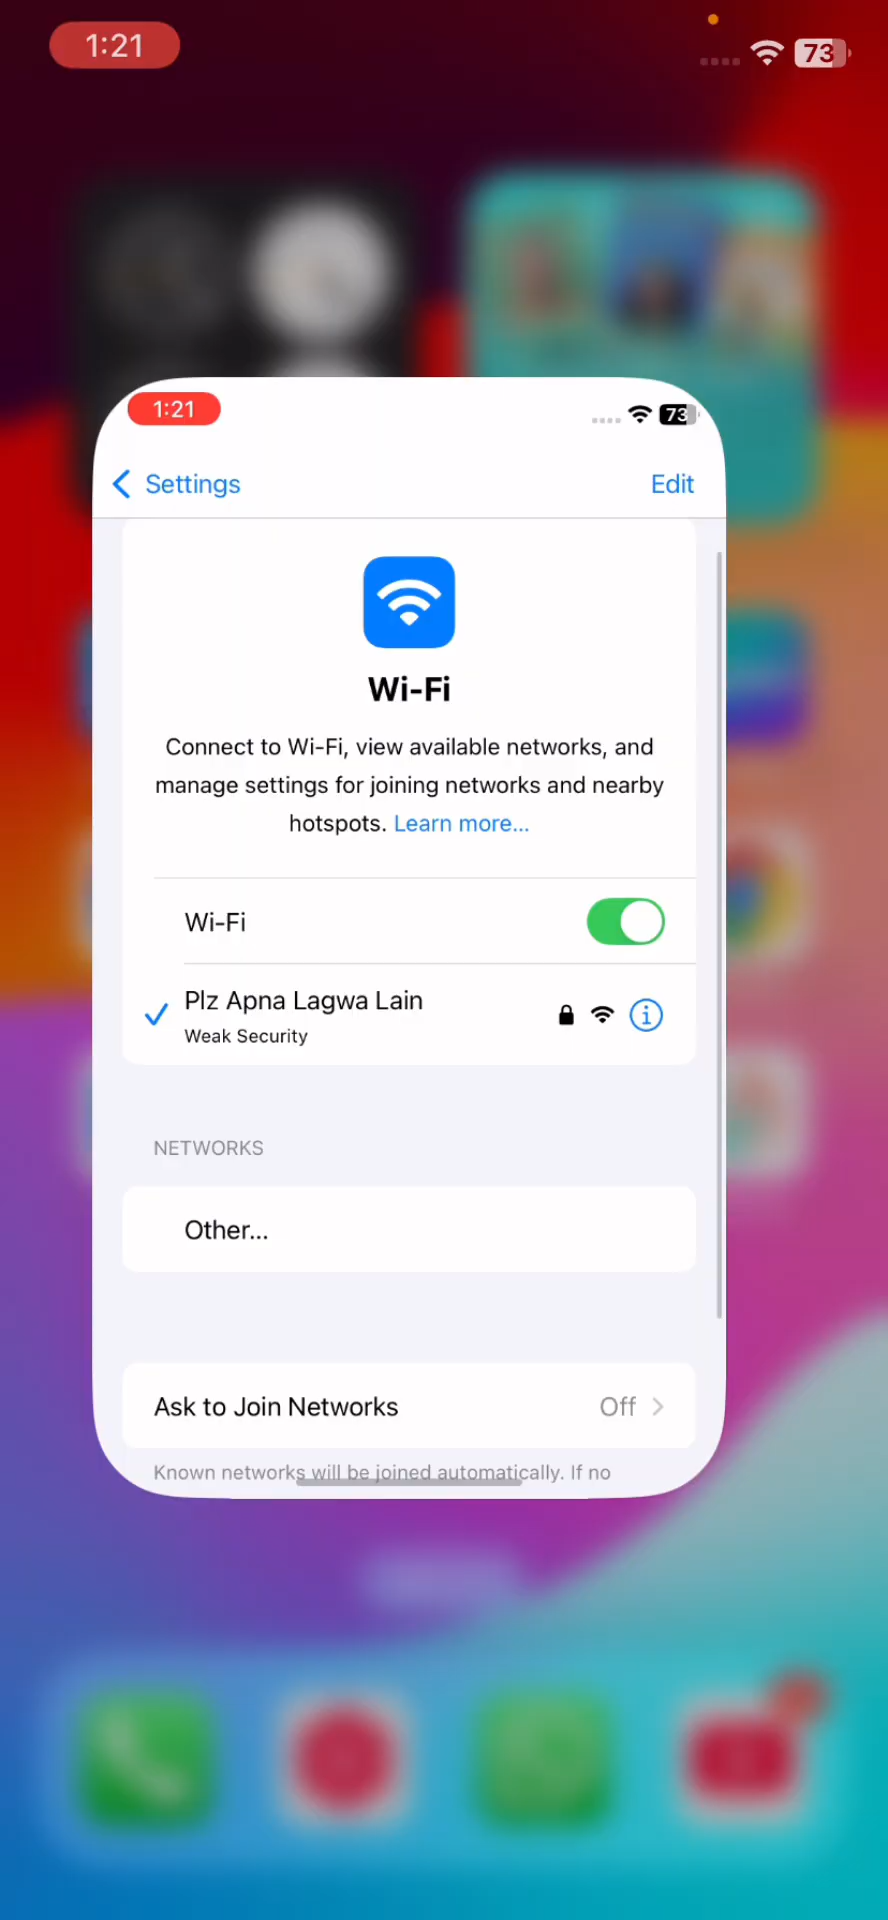 1:21
73
1:21
73
Settings
Edit
Wi-Fi
Connect to Wi-Fi, view available networks, and
manage settings for joining networks and nearby
hotspots. Learn more...
Wi-Fi
Plz Apna Lagwa Lain
Weak Security
NETWORKS
Other...
Ask to Join Networks
Off
Known networks will be joined automatically. If no